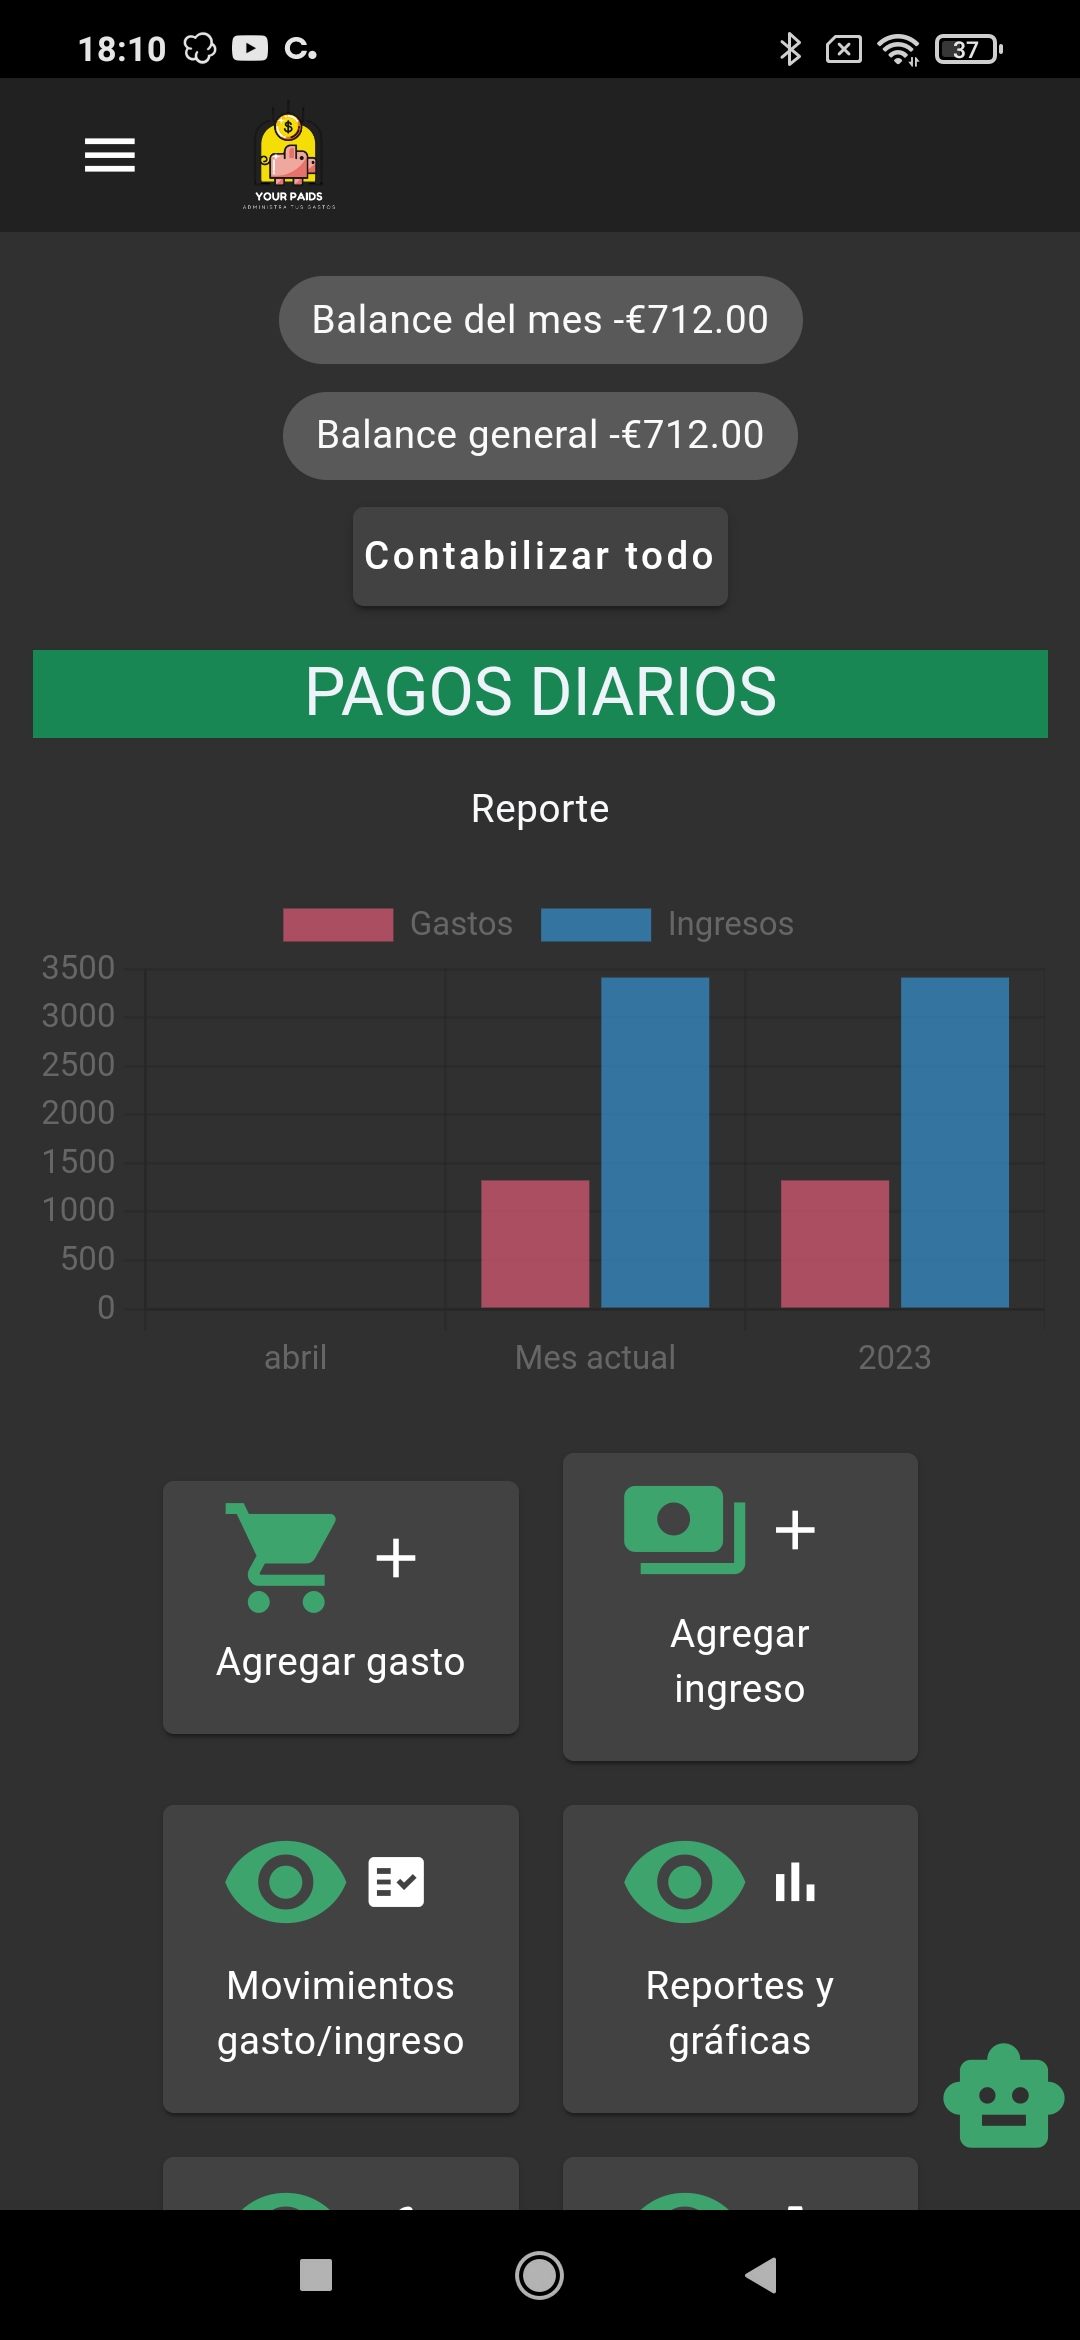 18:10
C.
37
YOUR PAIDS
ADMINISTRA TUS GASTOS
Balance del mes -€712.00
Balance general -€712.00
Contabilizar todo
PAGOS DIARIOS
Reporte
Gastos Ingresos
3500
3000
2500
2000
1500
1000
500
0
abril Mes actual 2023
Agregar gasto
Agregar
ingreso
Movimientos
gasto/ingreso
Reportes y
gráficas